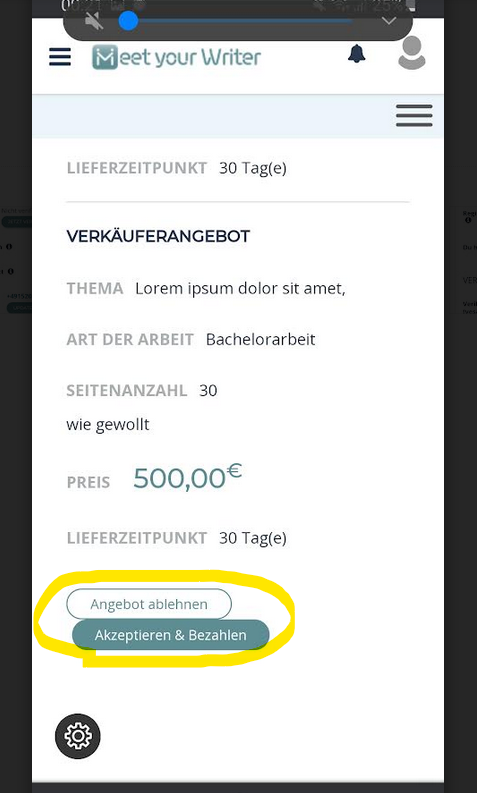 Meet your Writer
LIEFERZEITPUNKT 30 Tag(e)
VERKÄUFERANGEBOT
THEMA Lorem ipsum dolor sit amet,
ART DER ARBEIT Bachelorarbeit
SEITENANZAHL 30
wie gewollt
PREIS 500,00€
LIEFERZEITPUNKT 30 Tag(e)
Angebot ablehnen
Akzeptieren & Bezahlen